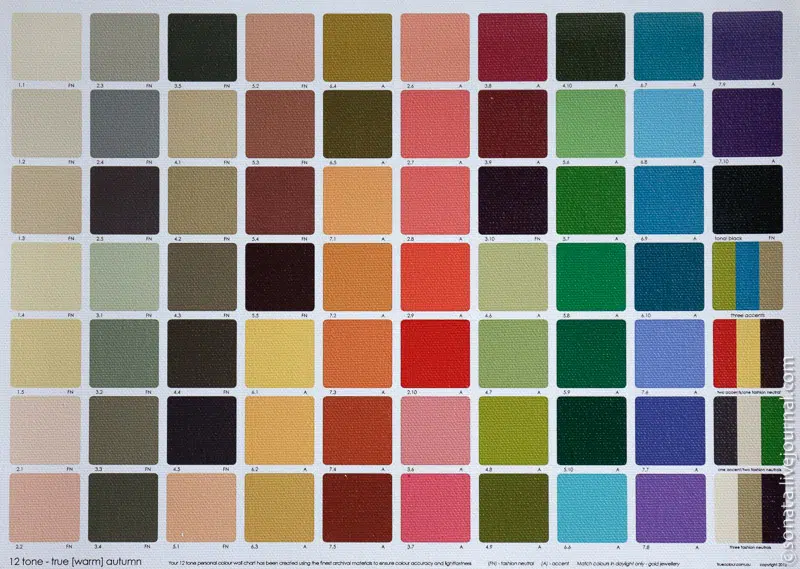 1.1 FN 2.3 FN 3.5 FN 5.2 FN 6.4 A 2.6 A 3.8 A 4.10 A 6.7 A 7.9 A
1.2 FN 2.4 FN 4.1 FN 5.3 FN 6.5 A 2.7 A 3.9 A 5.6 A 6.8 A 7.10 A
1.3 FN 2.5 FN 4.2 FN 5.4 FN 7.1 A 2.8 A 3.10 FN 5.7 A 6.9 A tonal black FN
1.4 FN 3.1 FN 4.3 FN 5.5 FN 7.2 A 2.9 A 4.6 A 5.8 A 6.10 A three accents
1.5 FN 3.2 FN 4.4 FN 6.1 A 7.3 A 2.10 A 4.7 A 5.9 A 7.6 A two accents/one fashion neutral
2.1 FN 3.3 FN 4.5 FN 6.2 A 7.4 A 3.6 A 4.8 A 5.10 A 7.7 A one accent/two fashion neutrals
2.2 FN 3.4 FN 5.1 FN 6.3 A 7.5 A 3.7 A 4.9 A 6.6 A 7.8 A three fashion neutrals
12 tone - true [warm] autumn Your 12 tone personal colour wall chart has been created using the finest archival materials to ensure colour accuracy and lightfastness (FN) - fashion neutral (A) - accent Match colours in daylight only - gold jewellery truecolour.com.au
©sonata.livejournal.com